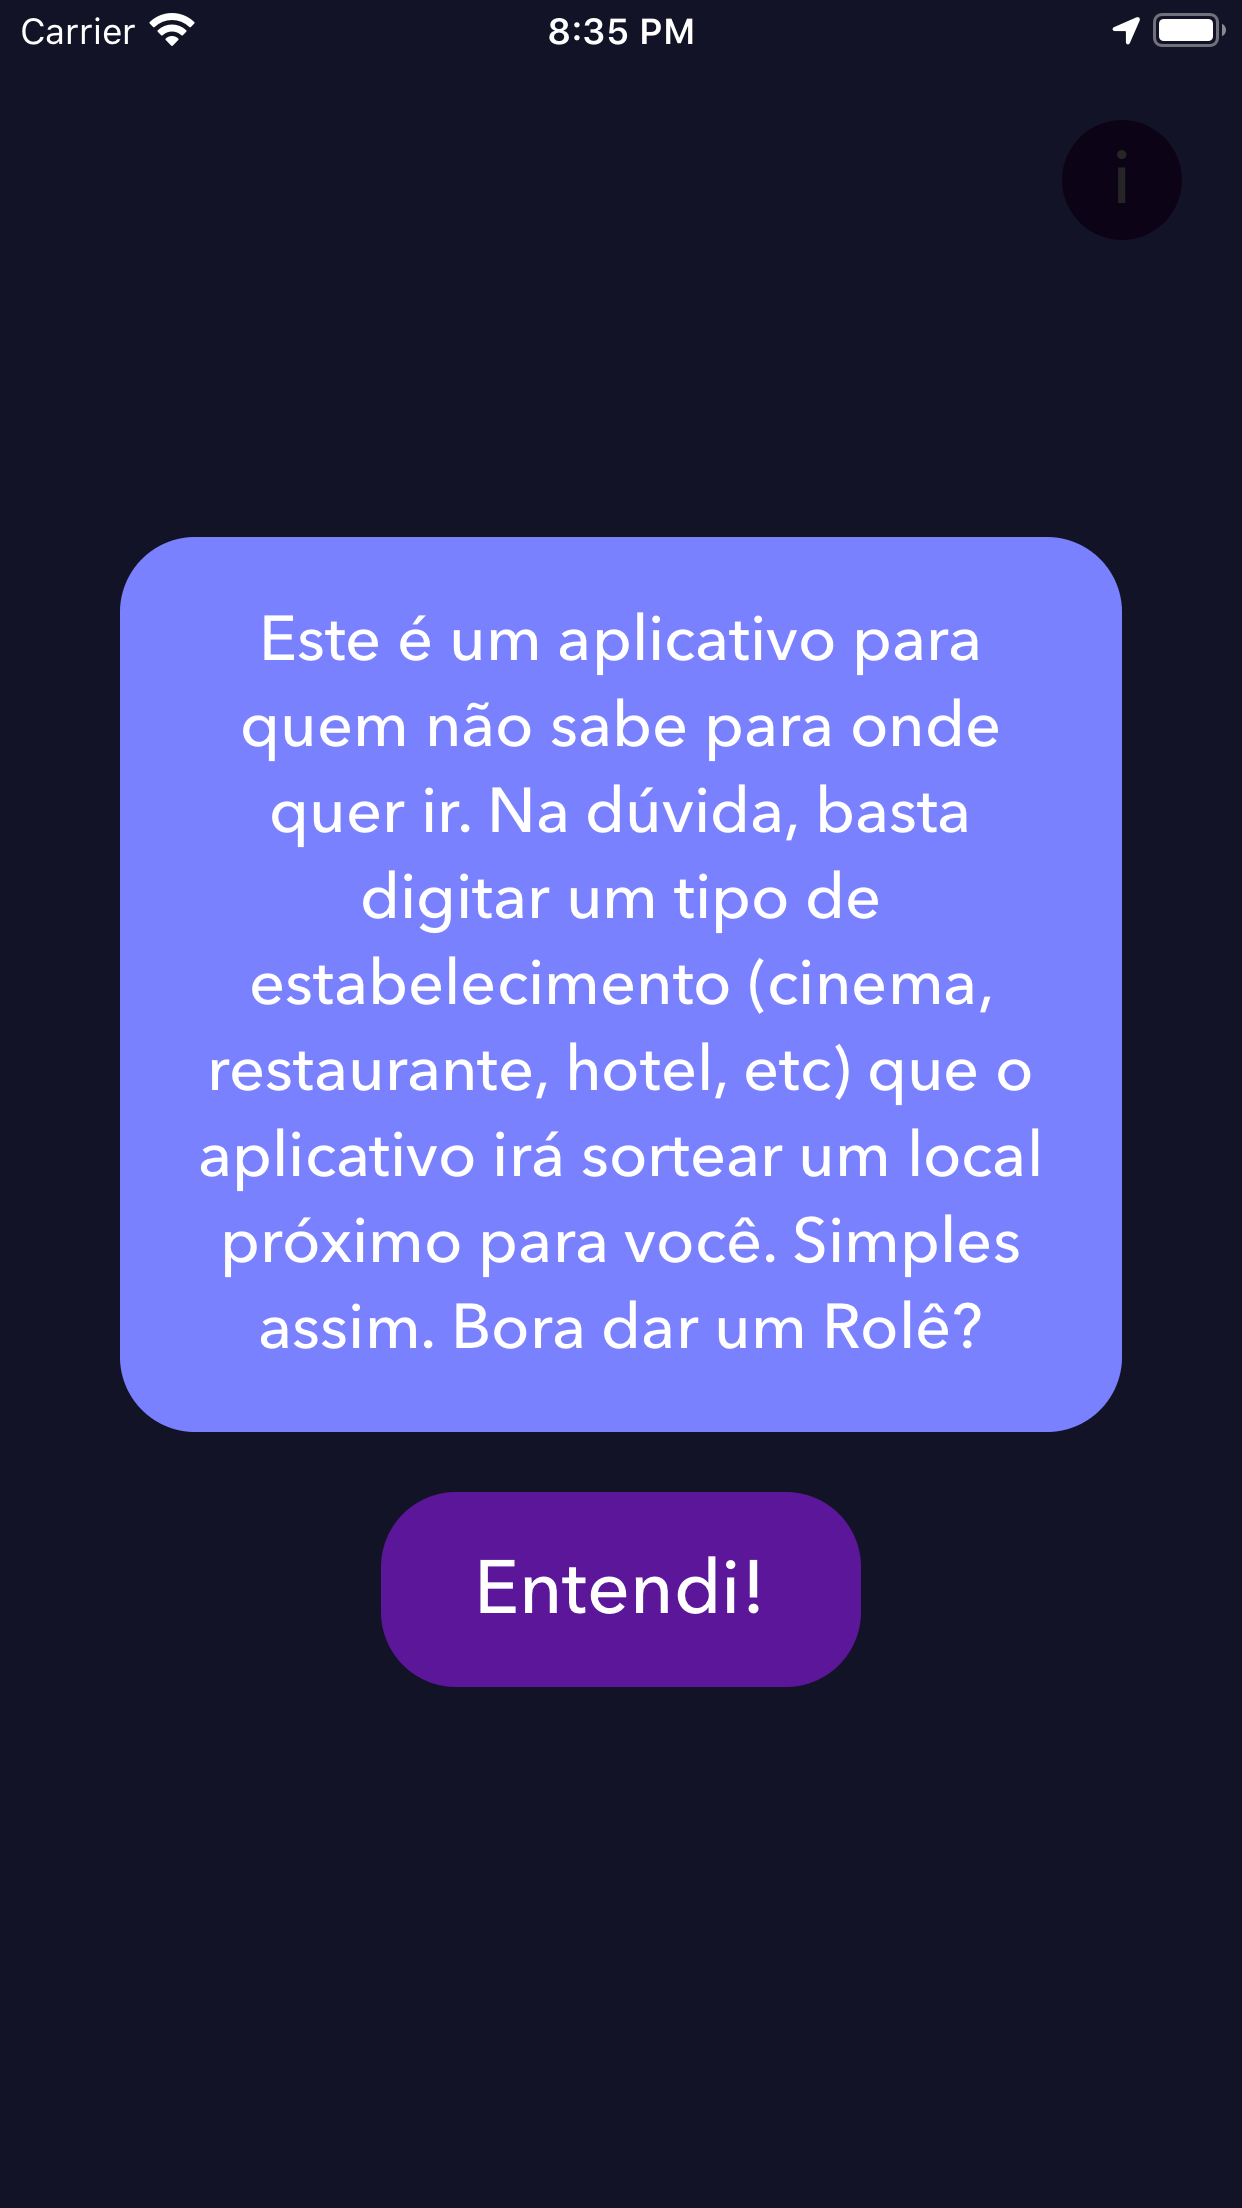 Carrier
8:35 PM
i
Este é um aplicativo para
quem não sabe para onde
quer ir. Na dúvida, basta
digitar um tipo de
estabelecimento (cinema,
restaurante, hotel, etc) que o
aplicativo irá sortear um local
próximo para você. Simples
assim. Bora dar um Rolê?
Entendi!